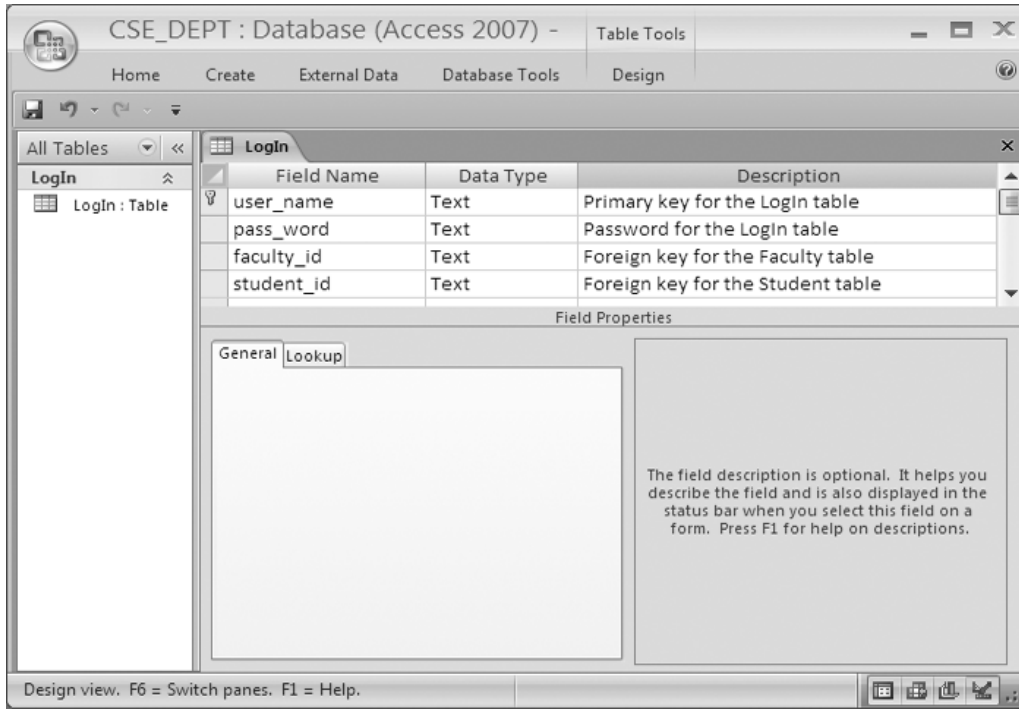 CSE_DEPT : Database (Access 2007) -
Table Tools
Home Create External Data Database Tools Design
All Tables
LogIn
LogIn : Table
LogIn
Field Name Data Type Description
user_name Text Primary key for the LogIn table
pass_word Text Password for the LogIn table
faculty_id Text Foreign key for the Faculty table
student_id Text Foreign key for the Student table
Field Properties
General Lookup
The field description is optional. It helps you
describe the field and is also displayed in the
status bar when you select this field on a
form. Press F1 for help on descriptions.
Design view. F6 = Switch panes. F1 = Help.